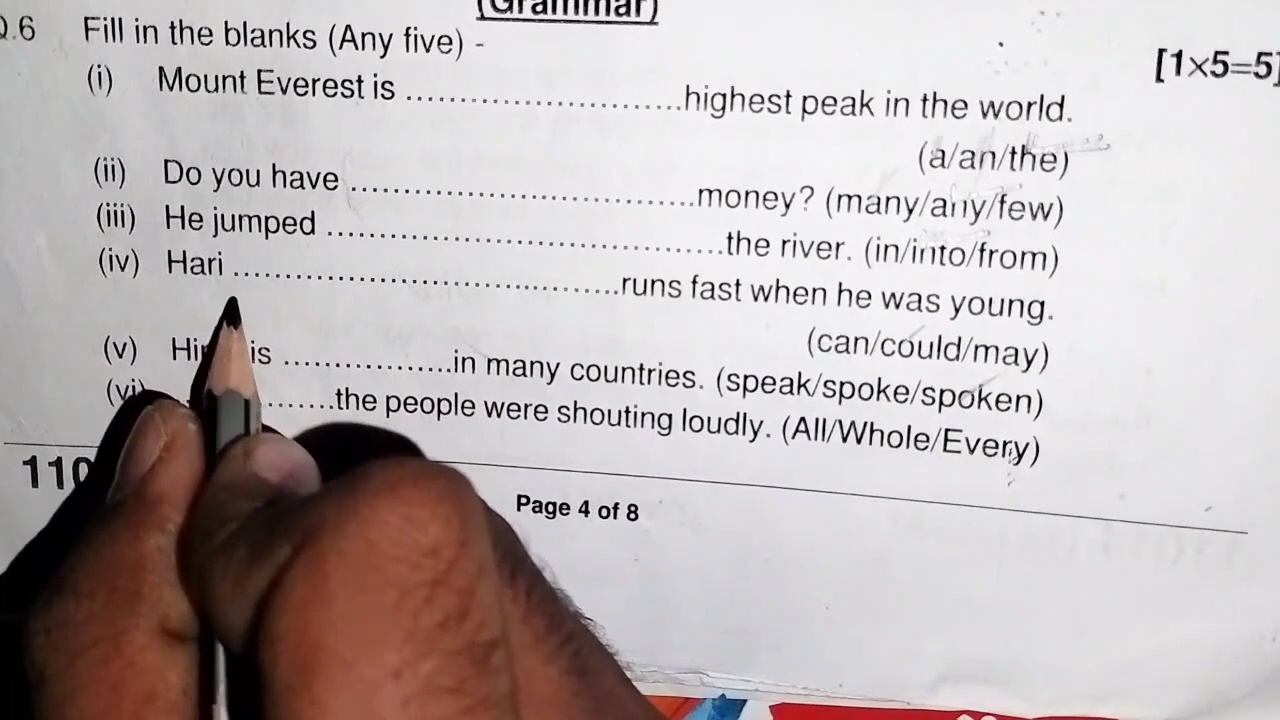 (Grammar)
Q.6 Fill in the blanks (Any five) - [1×5=5]
(i) Mount Everest is ..........................highest peak in the world.
(a/an/the)
(ii) Do you have .................................money? (many/any/few)
(iii) He jumped ......................................the river. (in/into/from)
(iv) Hari .....................................runs fast when he was young.
(can/could/may)
(v) is .................in many countries. (speak/spoke/spoken)
(vi) ........the people were shouting loudly. (All/Whole/Every)
110
Page 4 of 8